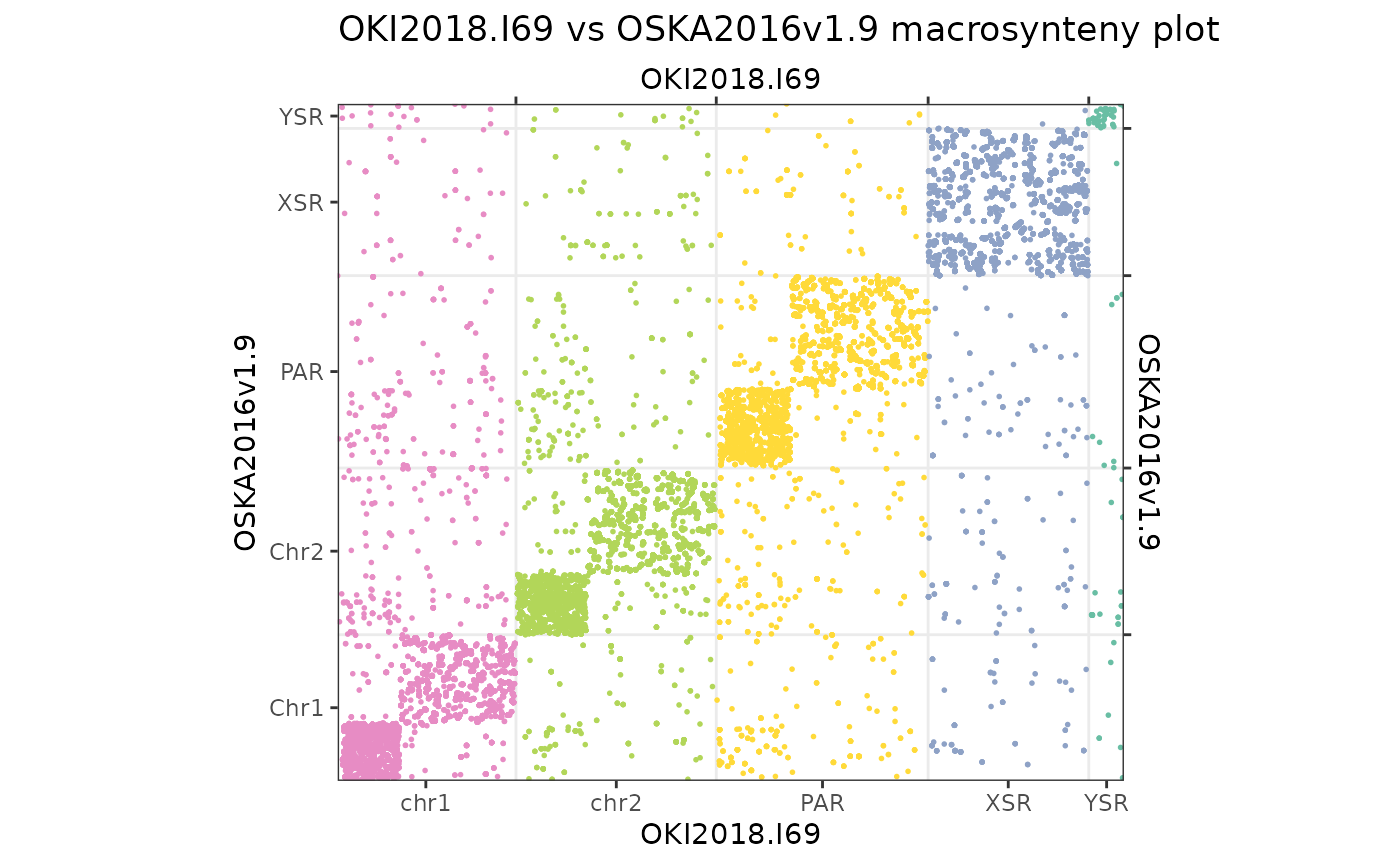 OKI2018.I69 vs OSKA2016v1.9 macrosynteny plot
OKI2018.I69
YSR
XSR
PAR
Chr2
Chr1
OSKA2016v1.9
OSKA2016v1.9
chr1
chr2
PAR
XSR
YSR
OKI2018.I69